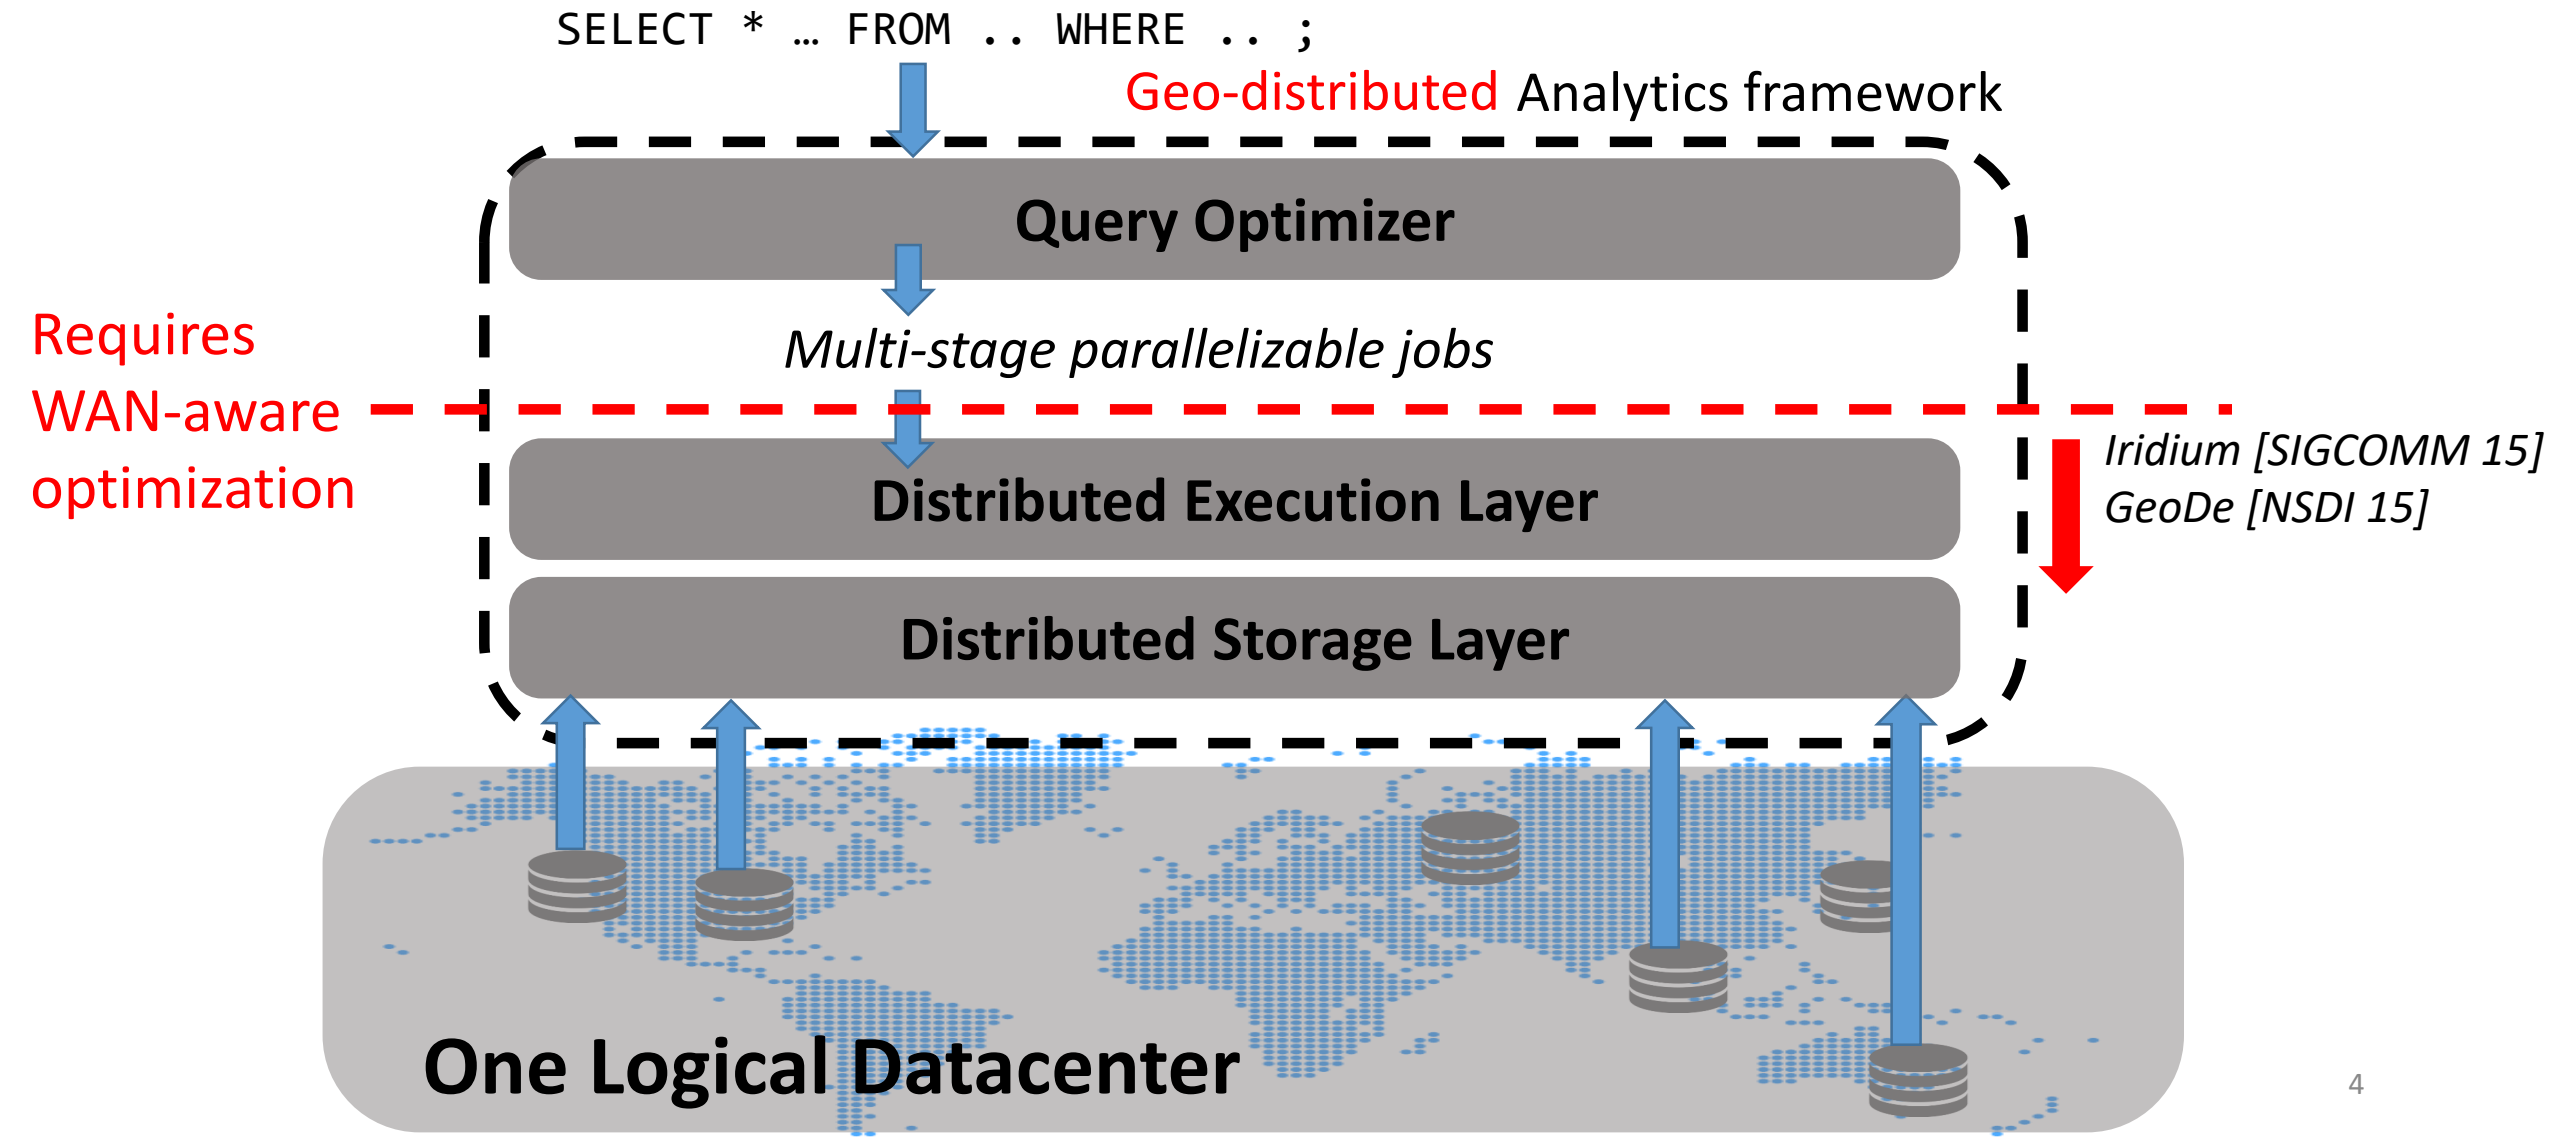 SELECT * … FROM .. WHERE .. ;
Geo-distributed Analytics framework
Query Optimizer
Multi-stage parallelizable jobs
Requires
WAN-aware
optimization
Iridium [SIGCOMM 15]
GeoDe [NSDI 15]
Distributed Execution Layer
Distributed Storage Layer
One Logical Datacenter
4